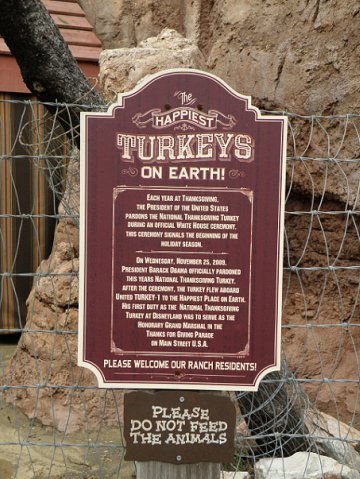 The
HAPPIEST
TURKEYS
ON EARTH!
EACH YEAR AT THANKSGIVING,
THE PRESIDENT OF THE UNITED STATES
PARDONS THE NATIONAL THANKSGIVING TURKEY
DURING AN OFFICIAL WHITE HOUSE CEREMONY.
THIS CEREMONY SIGNALS THE BEGINNING OF THE
HOLIDAY SEASON.
ON WEDNESDAY, NOVEMBER 25, 2009,
PRESIDENT BARACK OBAMA OFFICIALLY PARDONED
THIS YEARS NATIONAL THANKSGIVING TURKEY.
AFTER THE CEREMONY, THE TURKEY FLEW ABOARD
UNITED TURKEY-1 TO THE HAPPIEST PLACE ON EARTH.
HIS FIRST DUTY AS THE NATIONAL THANKSGIVING
TURKEY AT DISNEYLAND WAS TO SERVE AS THE
HONORARY GRAND MARSHAL IN THE
THANKS FOR GIVING PARADE
ON MAIN STREET U.S.A.
PLEASE WELCOME OUR RANCH RESIDENTS!
PLEASE
DO NOT FEED
THE ANIMALS